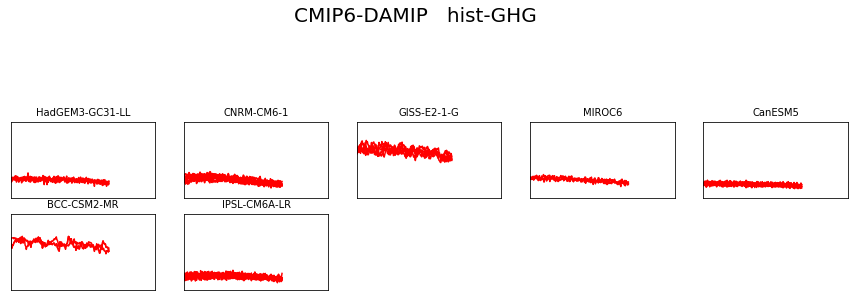 CMIP6-DAMIP hist-GHG
HadGEM3-GC31-LL
CNRM-CM6-1
GISS-E2-1-G
MIROC6
CanESM5
BCC-CSM2-MR
IPSL-CM6A-LR